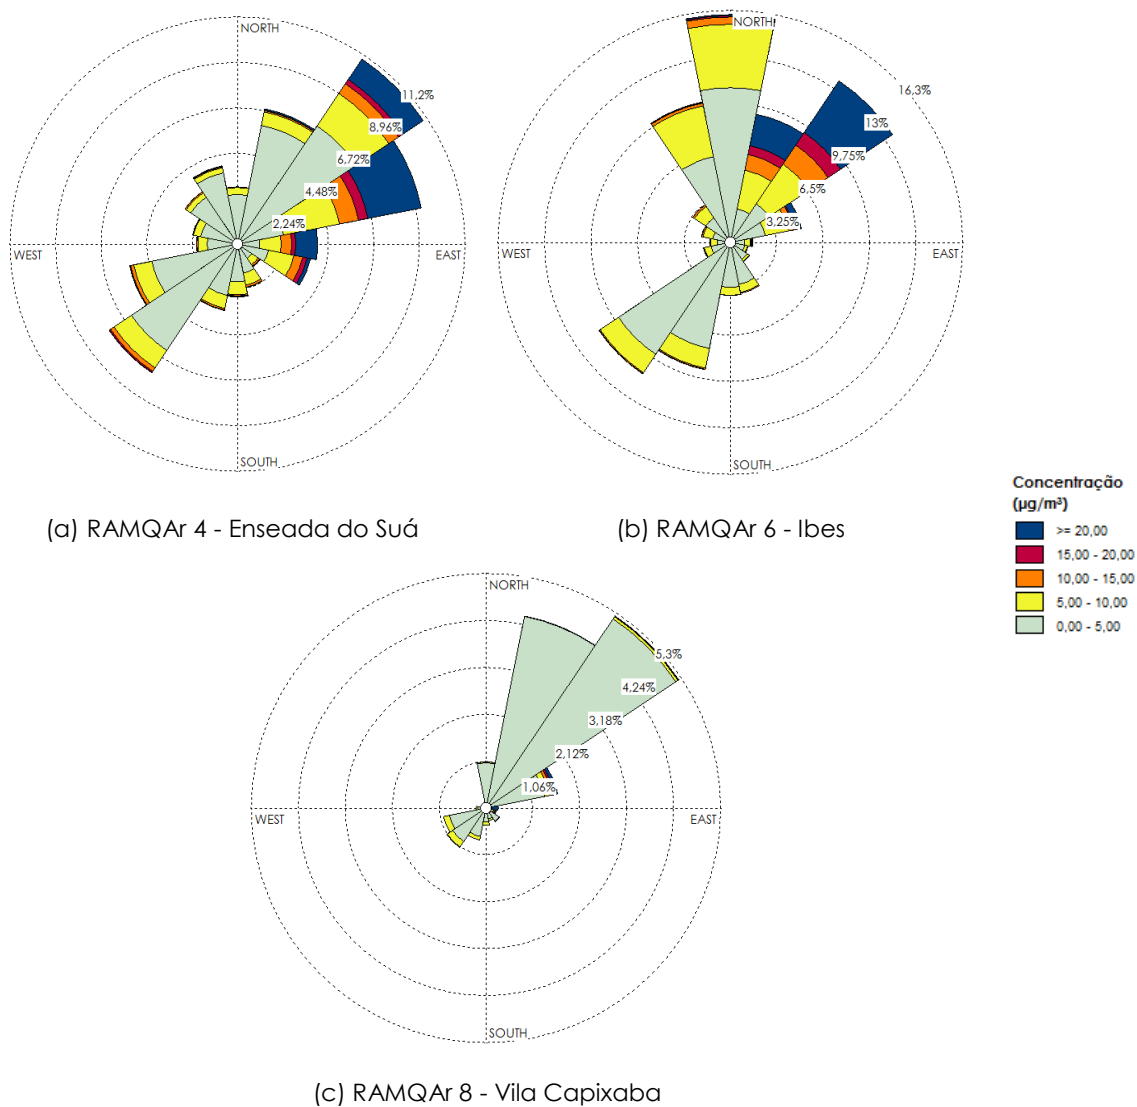 NORTH
11,2%
8,96%
6,72%
4,48%
2,24%
WEST
EAST
SOUTH
(a) RAMQAr 4 - Enseada do Suá
NORTH
16,3%
13%
9,75%
6,5%
3,25%
WEST
EAST
SOUTH
(b) RAMQAr 6 - Ibes
Concentração
(µg/m³)
>= 20,00
15,00 - 20,00
10,00 - 15,00
5,00 - 10,00
0,00 - 5,00
NORTH
5,3%
4,24%
3,18%
2,12%
1,06%
WEST
EAST
SOUTH
(c) RAMQAr 8 - Vila Capixaba